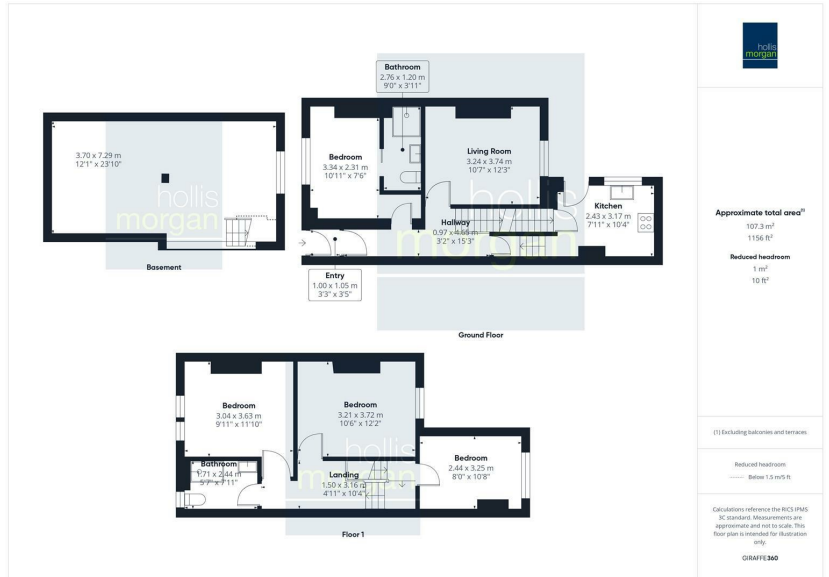 hollis
morgan
Bathroom
2.76 x 1.20 m
9'0" x 3'11"
3.70 x 7.29 m
12'1" x 23'10"
Bedroom
3.34 x 2.31 m
10'11" x 7'6"
Living Room
3.24 x 3.74 m
10'7" x 12'3"
Kitchen
2.43 x 3.17 m
7'11" x 10'4"
Hallway
0.97 x 4.65 m
3'2" x 15'3"
hollis
morgan
hollis
morgan
Basement
Entry
1.00 x 1.05 m
3'3" x 3'5"
Ground Floor
Bedroom
3.04 x 3.63 m
9'11" x 11'10"
Bedroom
3.21 x 3.72 m
10'6" x 12'2"
Bedroom
2.44 x 3.25 m
8'0" x 10'8"
Bathroom
1.71 x 2.44 m
5'7" x 7'11"
Landing
1.50 x 3.16 m
4'11" x 10'4"
hollis
morgan
Floor 1
Approximate total area⁽¹⁾
107.3 m²
1156 ft²
Reduced headroom
1 m²
10 ft²
(1) Excluding balconies and terraces
Reduced headroom
Below 1.5 m/5 ft
Calculations reference the RICS IPMS
3C standard. Measurements are
approximate and not to scale. This
floor plan is intended for illustration
only.
GIRAFFE360